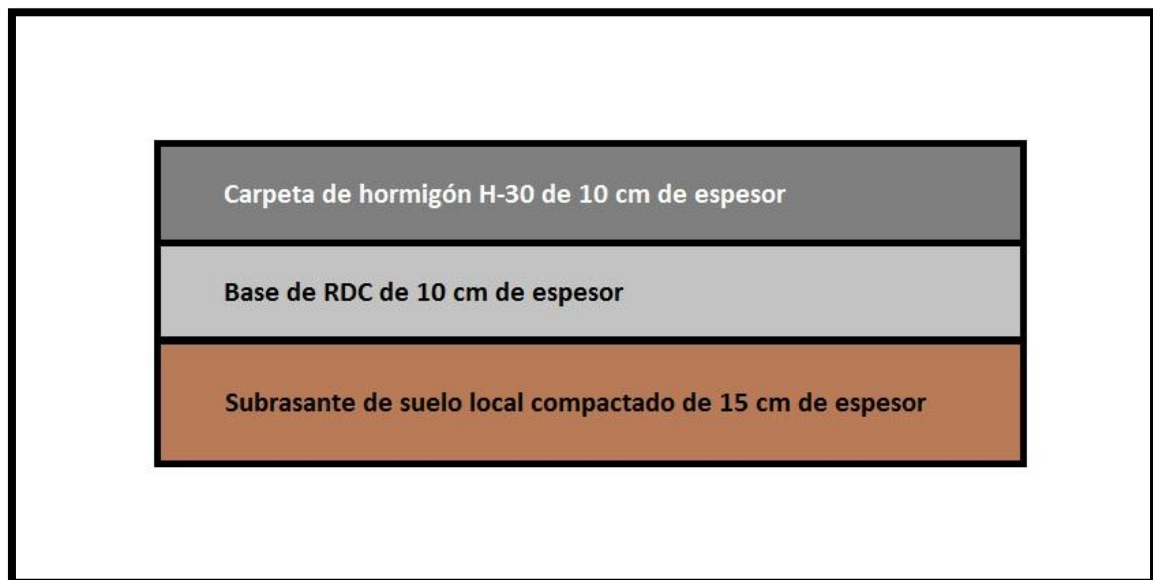 Carpeta de hormigón H-30 de 10 cm de espesor
Base de RDC de 10 cm de espesor
Subrasante de suelo local compactado de 15 cm de espesor